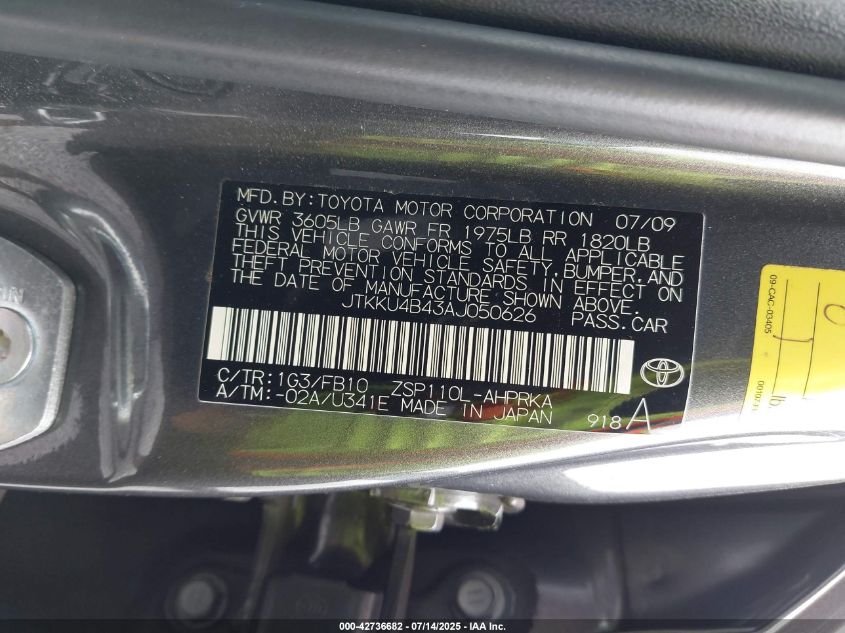 MFD.BY:TOYOTA MOTOR CORPORATION 07/09
GVWR 3605LB GAWR FR 1975LB RR 1820LB
THIS VEHICLE CONFORMS TO ALL APPLICABLE
FEDERAL MOTOR VEHICLE SAFETY,BUMPER,AND
THEFT PREVENTION STANDARDS IN EFFECT ON
THE DATE OF MANUFACTURE SHOWN ABOVE.
JTKKU4B43AJ050626 PASS.CAR
C/TR:1G3/FB10 ZSP110L-AHPRKA
A/TM:-02A/U341E MADE IN JAPAN 918 A
09-CAC-03405
000-42736682 - 07/14/2025 - IAA Inc.